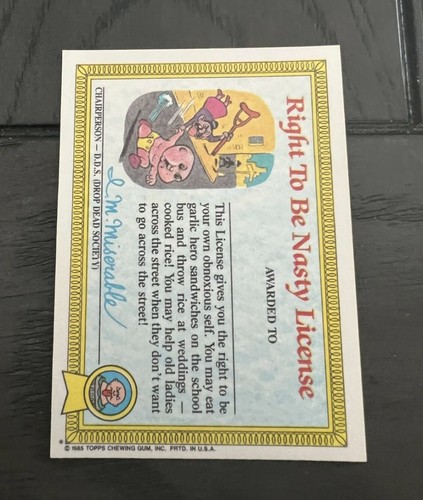 Right To Be Nasty License
AWARDED TO
This License gives you the right to be
your own obnoxious self. You may eat
garlic hero sandwiches on the school
bus and throw rice at weddings —
cooked rice! You may help old ladies
across the street when they don't want
to go across the street!
I. M. Miserable
CHAIRPERSON — D.D.S. (DROP DEAD SOCIETY)
* © 1985 TOPPS CHEWING GUM, INC. PRTD. IN U.S.A.